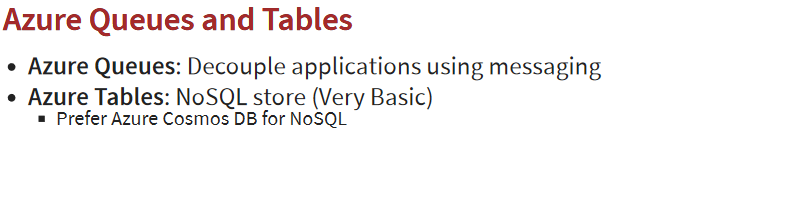 Azure Queues and Tables
• Azure Queues: Decouple applications using messaging
• Azure Tables: NoSQL store (Very Basic)
▪ Prefer Azure Cosmos DB for NoSQL